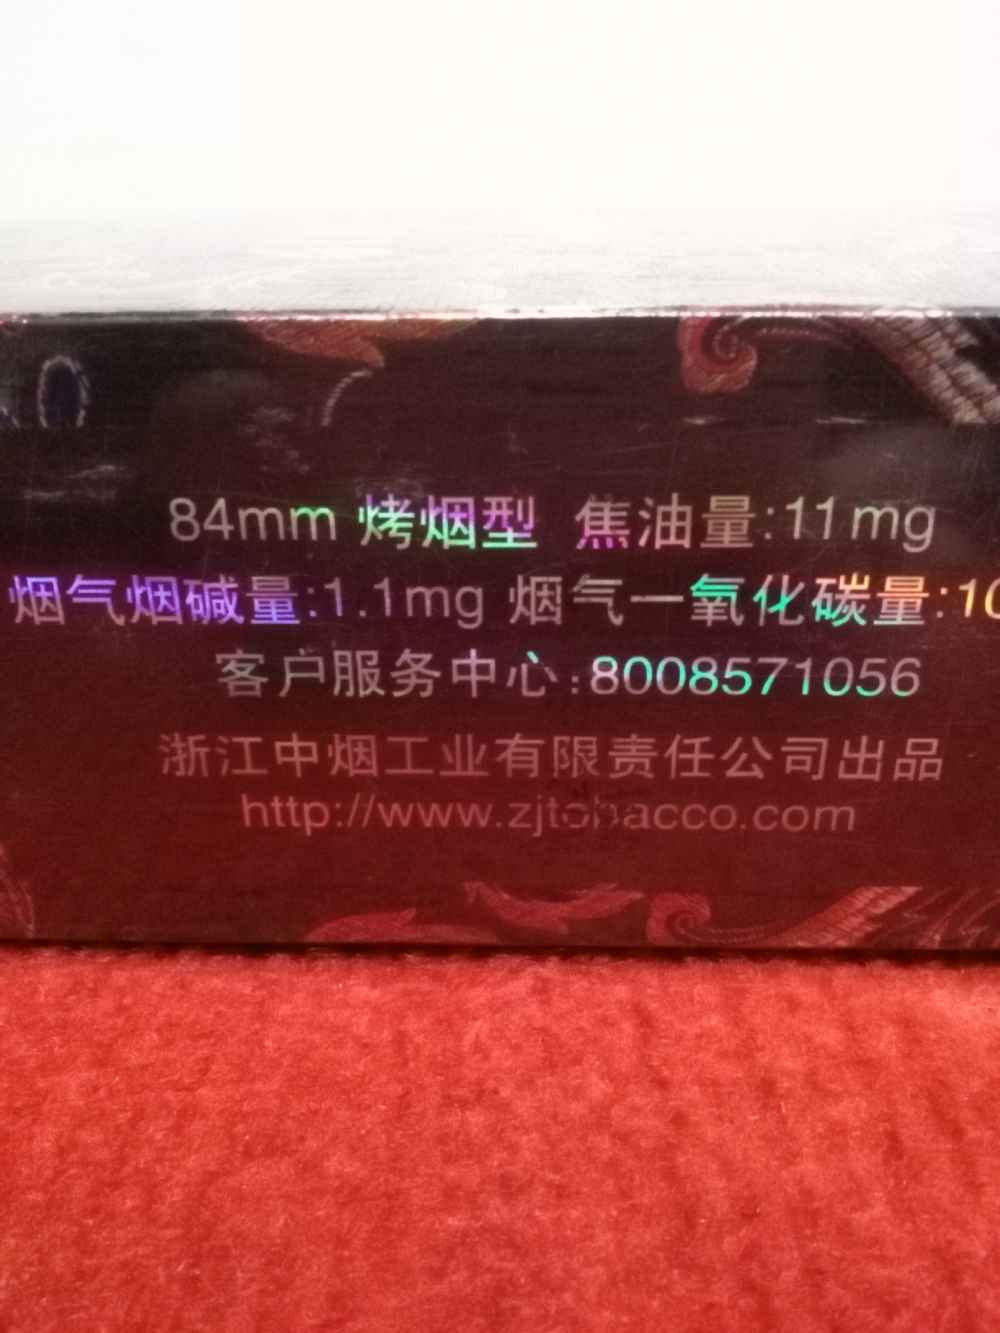 84mm 烤烟型 焦油量:11mg
烟气烟碱量:1.1mg 烟气一氧化碳量:10
客户服务中心:8008571056
浙江中烟工业有限责任公司出品
http://www.zjtobacco.com